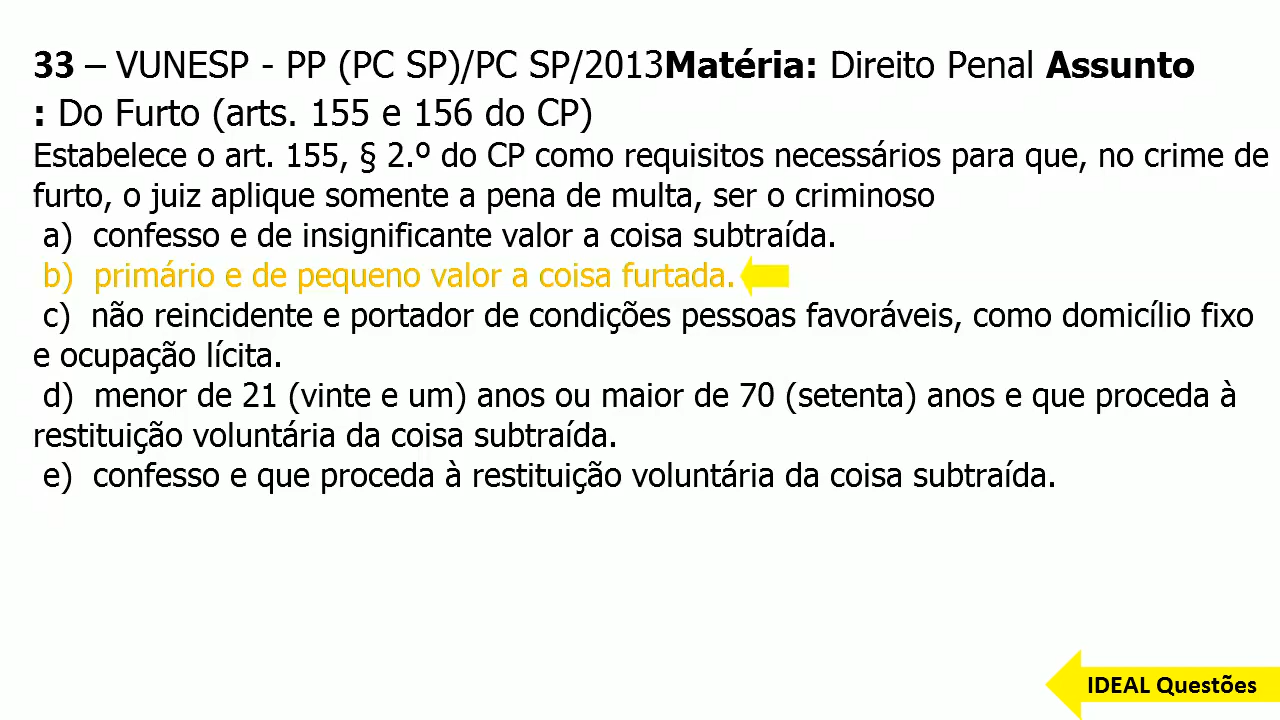 33 – VUNESP - PP (PC SP)/PC SP/2013Matéria: Direito Penal Assunto
: Do Furto (arts. 155 e 156 do CP)
Estabelece o art. 155, § 2.º do CP como requisitos necessários para que, no crime de
furto, o juiz aplique somente a pena de multa, ser o criminoso
a) confesso e de insignificante valor a coisa subtraída.
b) primário e de pequeno valor a coisa furtada.
c) não reincidente e portador de condições pessoas favoráveis, como domicílio fixo
e ocupação lícita.
d) menor de 21 (vinte e um) anos ou maior de 70 (setenta) anos e que proceda à
restituição voluntária da coisa subtraída.
e) confesso e que proceda à restituição voluntária da coisa subtraída.
IDEAL Questões